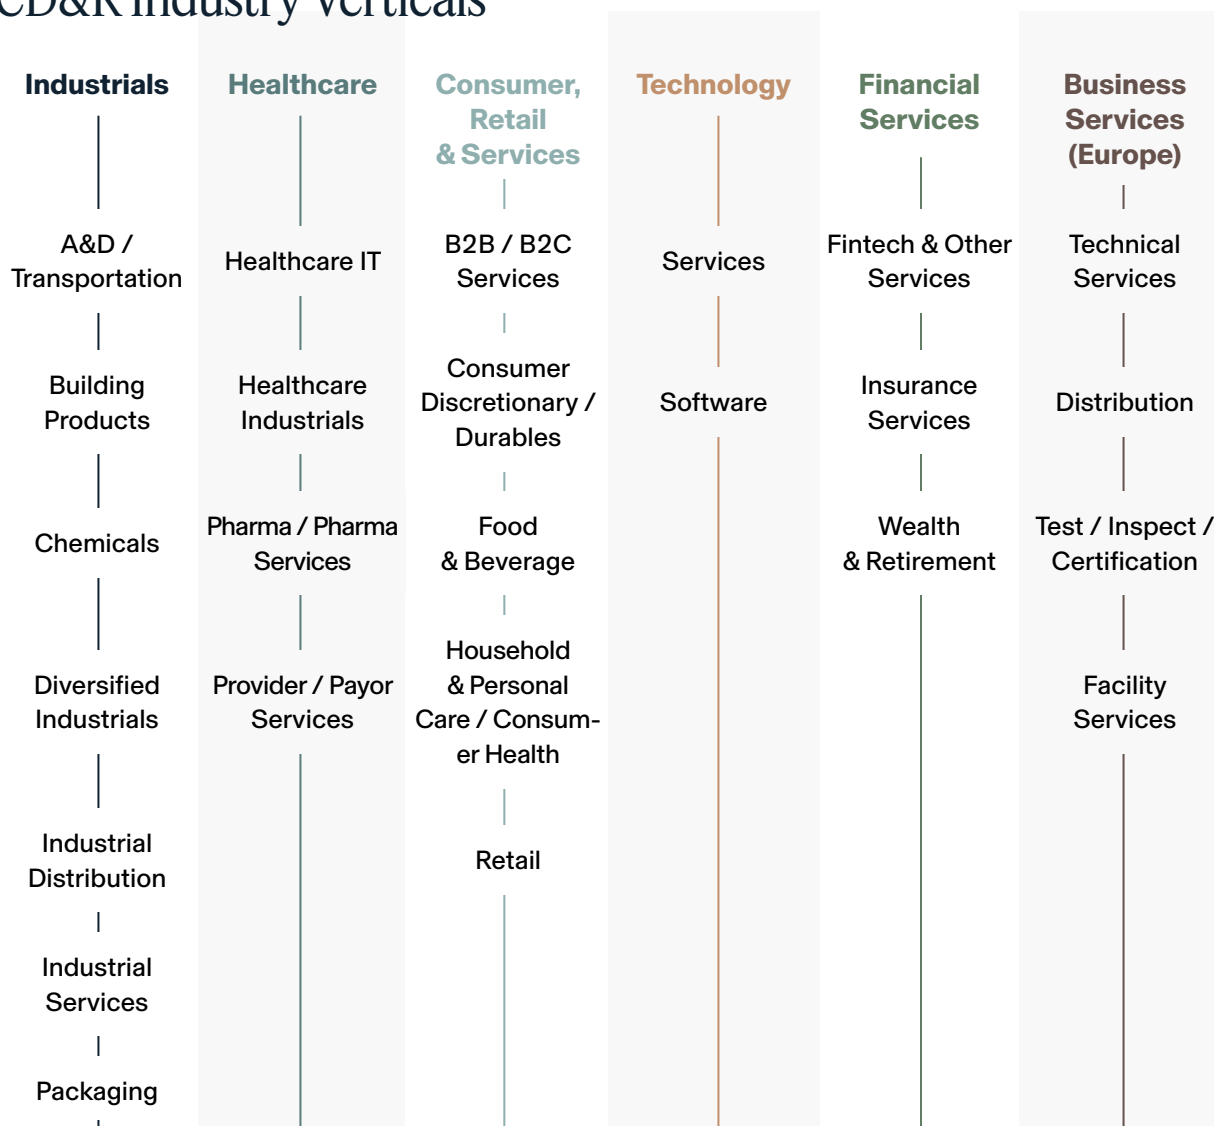 CD&R Industry Verticals
Industrials
A&D /
Transportation
Building
Products
Chemicals
Diversified
Industrials
Industrial
Distribution
Industrial
Services
Packaging
Healthcare
Healthcare IT
Healthcare
Industrials
Pharma / Pharma
Services
Provider / Payor
Services
Consumer,
Retail
& Services
B2B / B2C
Services
Consumer
Discretionary /
Durables
Food
& Beverage
Household
& Personal
Care / Consum-
er Health
Retail
Technology
Services
Software
Financial
Services
Fintech & Other
Services
Insurance
Services
Wealth
& Retirement
Business
Services
(Europe)
Technical
Services
Distribution
Test / Inspect /
Certification
Facility
Services